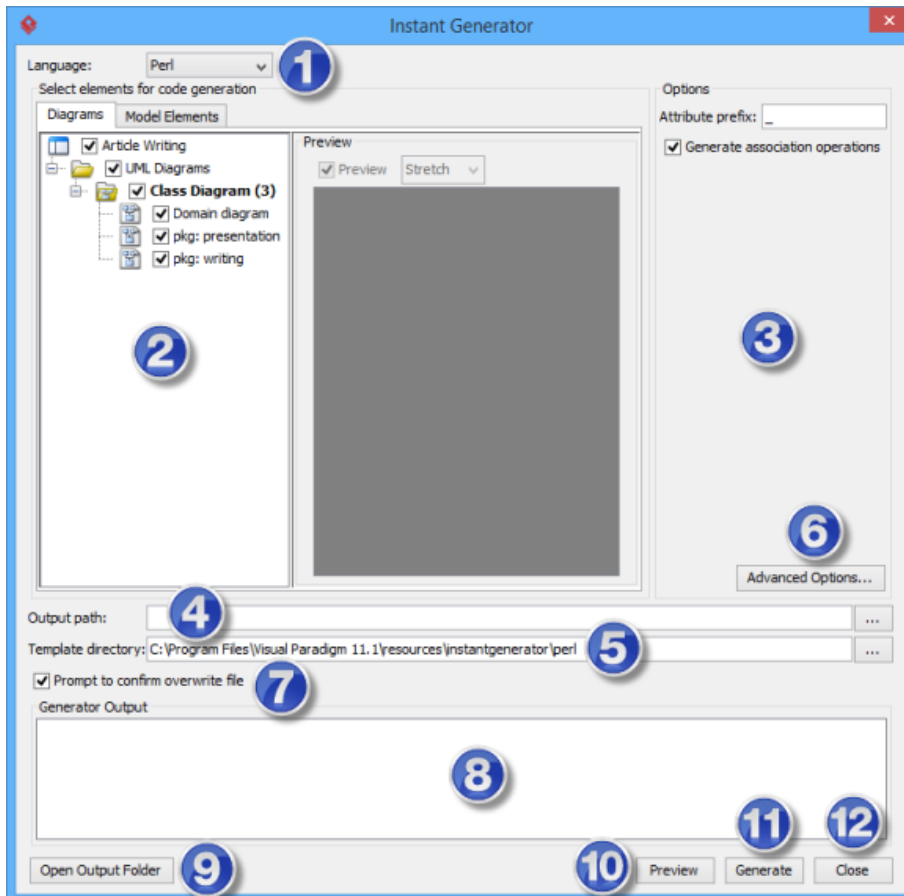 Instant Generator
Language: Perl 1
Select elements for code generation
Diagrams Model Elements
Article Writing
UML Diagrams
Class Diagram (3)
Domain diagram
pkg: presentation
pkg: writing
2
Preview
Preview Stretch
Options
Attribute prefix: _
Generate association operations
3
6
Advanced Options...
Output path: 4 ...
Template directory: C:\Program Files\Visual Paradigm 11.1\resources\instantgenerator\perl 5 ...
Prompt to confirm overwrite file 7
Generator Output
8
11 12
Open Output Folder 9 10 Preview Generate Close